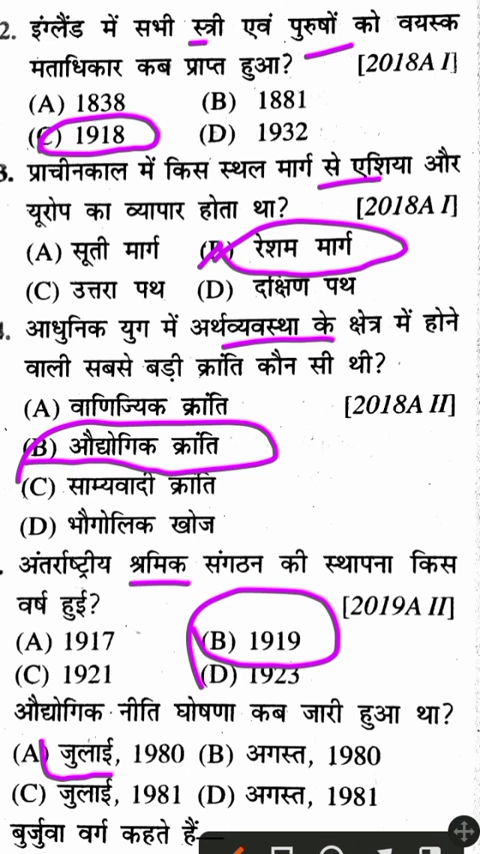 2. इंग्लैंड में सभी स्त्री एवं पुरुषों को वयस्क
मताधिकार कब प्राप्त हुआ? [2018A I]
(A) 1838 (B) 1881
(C) 1918 (D) 1932
3. प्राचीनकाल में किस स्थल मार्ग से एशिया और
यूरोप का व्यापार होता था? [2018A I]
(A) सूती मार्ग (B) रेशम मार्ग
(C) उत्तरा पथ (D) दक्षिण पथ
. आधुनिक युग में अर्थव्यवस्था के क्षेत्र में होने
वाली सबसे बड़ी क्रांति कौन सी थी?
(A) वाणिज्यिक क्रांति [2018A II]
(B) औद्योगिक क्रांति
(C) साम्यवादी क्रांति
(D) भौगोलिक खोज
. अंतर्राष्ट्रीय श्रमिक संगठन की स्थापना किस
वर्ष हुई? [2019A II]
(A) 1917 (B) 1919
(C) 1921 (D) 1923
औद्योगिक नीति घोषणा कब जारी हुआ था?
(A) जुलाई, 1980 (B) अगस्त, 1980
(C) जुलाई, 1981 (D) अगस्त, 1981
बुर्जुवा वर्ग कहते हैं—